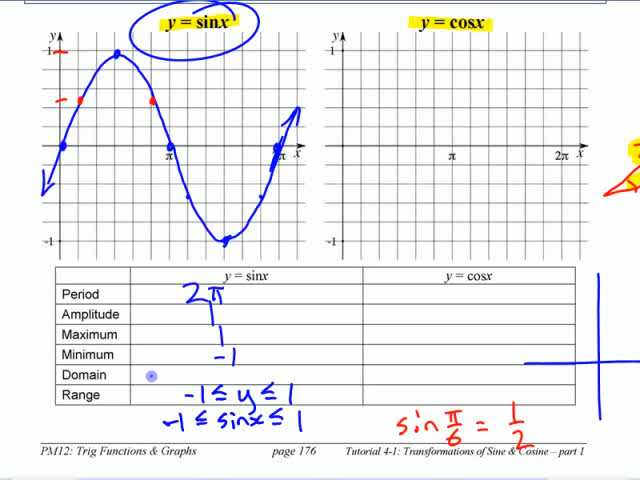 y = sinx
y = cosx
y
1
π
π
x
-1
y
1
π
2π
x
-1
y = sinx
y = cosx
Period
2π
Amplitude
1
Maximum
1
Minimum
-1
Domain
Range
-1 ≤ y ≤ 1
-1 ≤ sinx ≤ 1
sin π/6 = 1/2
PM12: Trig Functions & Graphs
page 176
Tutorial 4-1: Transformations of Sine & Cosine – part 1